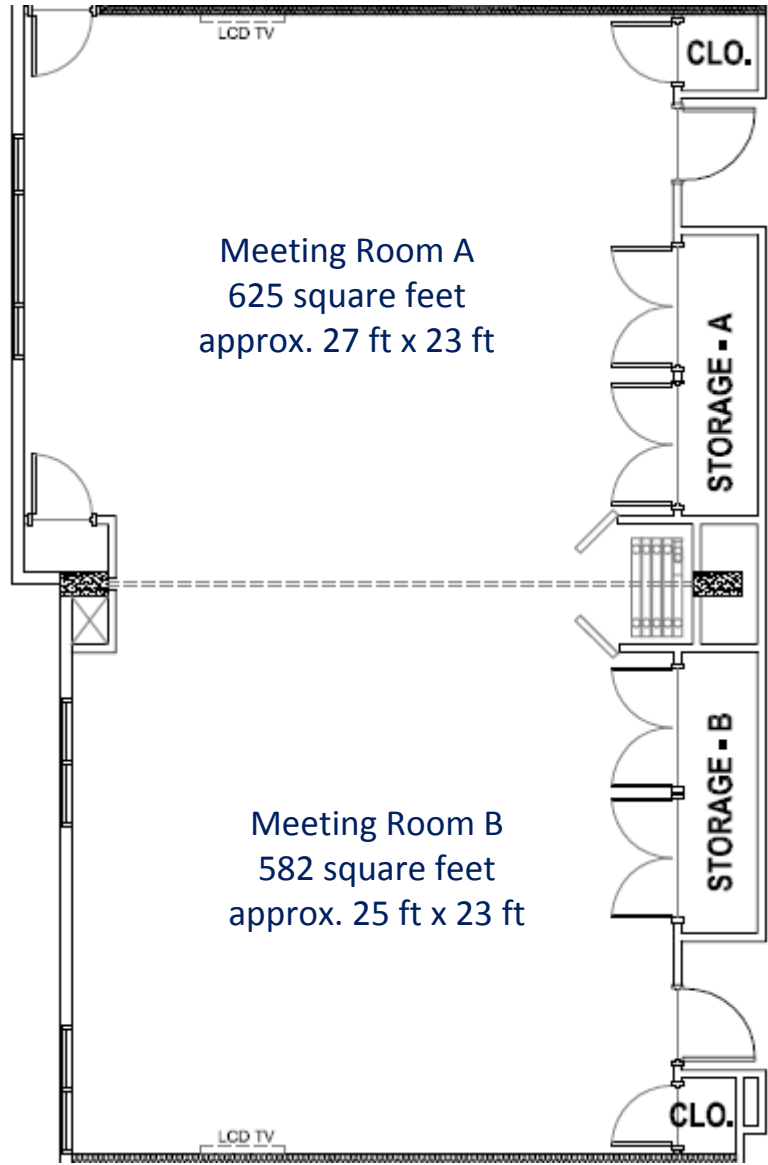 LCD TV
CLO.
Meeting Room A
625 square feet
approx. 27 ft x 23 ft
STORAGE - A
STORAGE - B
Meeting Room B
582 square feet
approx. 25 ft x 23 ft
CLO.
LCD TV